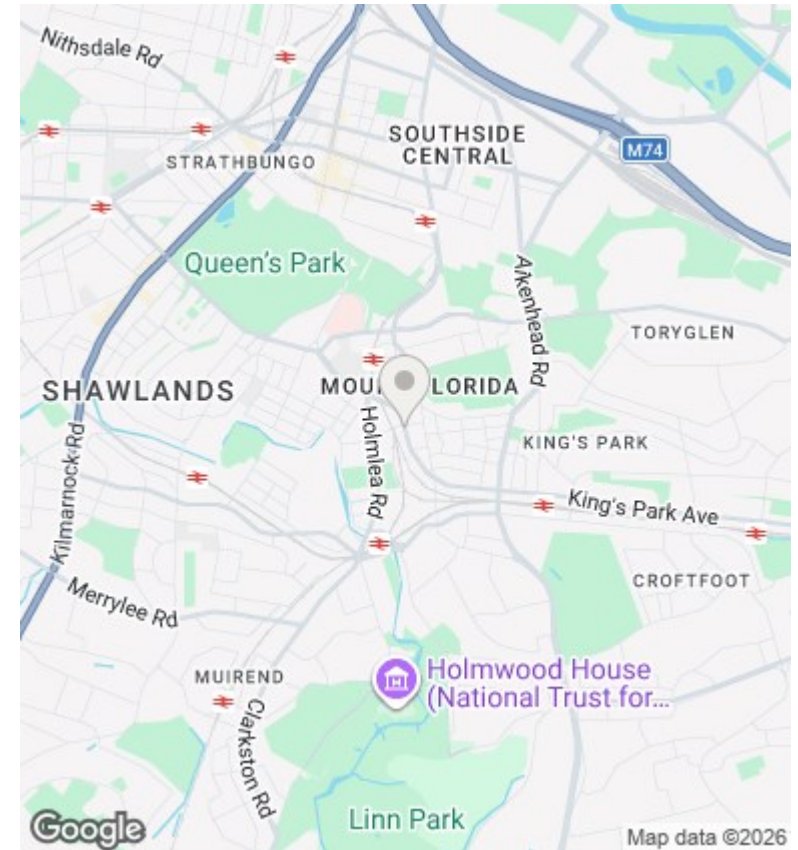 Nithsdale Rd
SOUTHSIDE
CENTRAL
M74
STRATHBUNGO
Queen's Park
Aikenhead Rd
TORYGLEN
SHAWLANDS
MOU LORIDA
Holmlea Rd
KING'S PARK
Kilmarnock Rd
King's Park Ave
CROFTFOOT
Merrylee Rd
MUIREND
Holmwood House
(National Trust for...
Clarkston Rd
Linn Park
Google
Map data ©2026